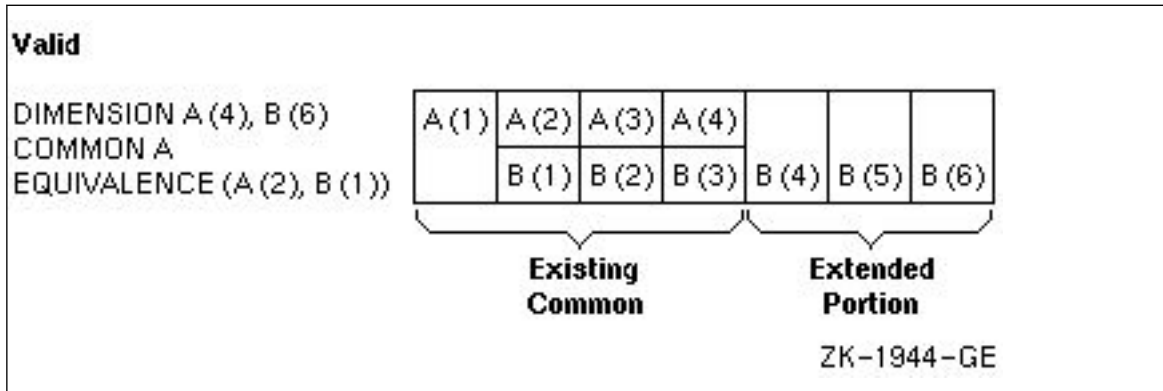 Valid
DIMENSION A (4), B (6)
COMMON A
EQUIVALENCE (A (2), B (1))
A (1) A (2) A (3) A (4)
B (1) B (2) B (3) B (4) B (5) B (6)
Existing Common
Extended Portion
ZK-1944-GE